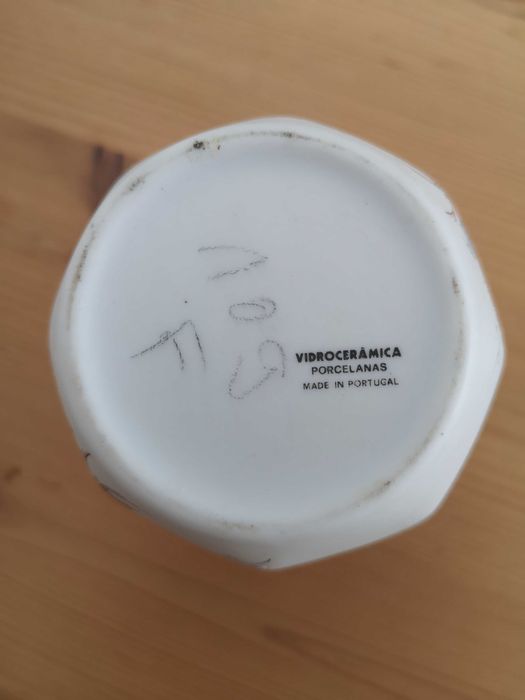 VIDROCERÂMICA
PORCELANAS
MADE IN PORTUGAL